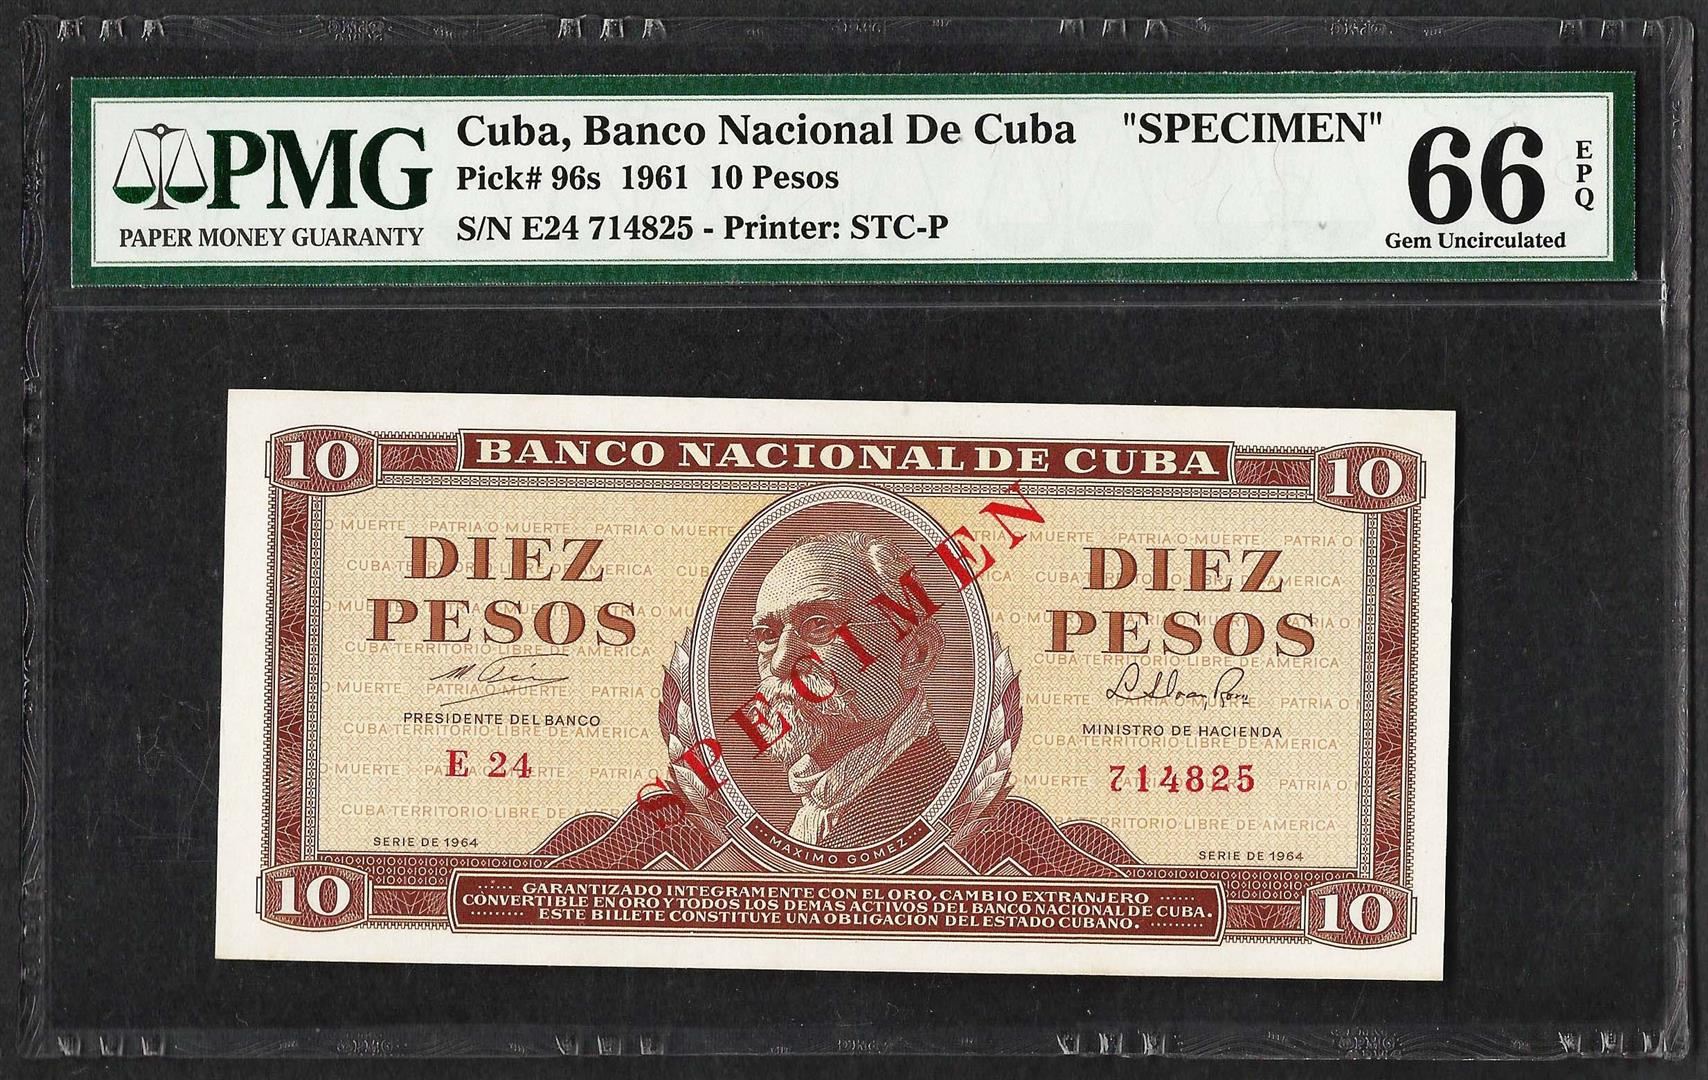 PMG
PAPER MONEY GUARANTY
Cuba, Banco Nacional De Cuba "SPECIMEN"
Pick# 96s 1961 10 Pesos
S/N E24 714825 - Printer: STC-P
66
EPQ
Gem Uncirculated
10 BANCO NACIONAL DE CUBA 10
DIEZ
PESOS
DIEZ
PESOS
SPECIMEN
PRESIDENTE DEL BANCO
MINISTRO DE HACIENDA
E 24
714825
PATRIA O MUERTE
CUBA TERRITORIO LIBRE DE AMERICA
SERIE DE 1964
SERIE DE 1964
MAXIMO GOMEZ
10
10
GARANTIZADO INTEGRAMENTE CON EL ORO, CAMBIO EXTRANJERO
CONVERTIBLE EN ORO Y TODOS LOS DEMAS ACTIVOS DEL BANCO NACIONAL DE CUBA.
ESTE BILLETE CONSTITUYE UNA OBLIGACION DEL ESTADO CUBANO.